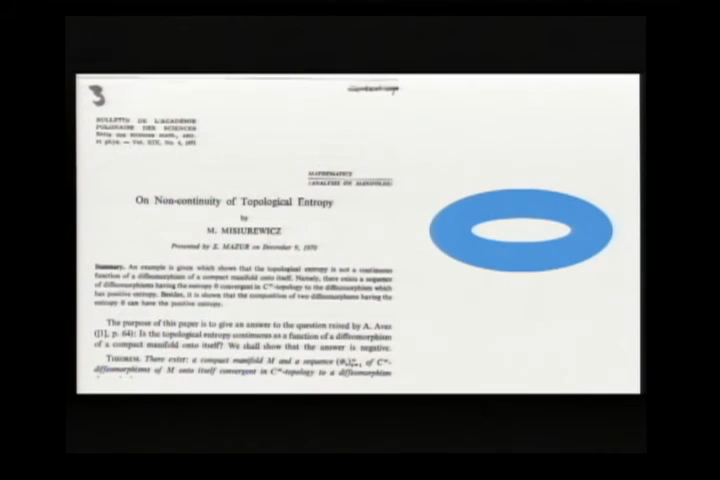 3
BULLETIN DE L'ACADÉMIE
POLONAISE DES SCIENCES
Série des sciences math., astr.
et phys. — Vol. XIX, No.
MATHEMATICS
(ANALYSIS ON MANIFOLDS)
On Non-continuity of Topological Entropy
by
M. MISIUREWICZ
Presented by S. MAZUR on December 9, 1970
Summary. An example is given which shows that the topological entropy is not a continuous
function of a diffeomorphism of a compact manifold onto itself. Namely, there exists a sequence
of diffeomorphisms having the entropy 0 convergent in C∞-topology to the diffeomorphism which
has positive entropy. Besides, it is shown that the composition of two diffeomorphisms having the
entropy 0 can have the positive entropy.
The purpose of this paper is to give an answer to the question raised by A.
([1], p. 64): Is the topological entropy continuous as a function of a diffeomorphism
of a compact manifold onto itself? We shall show that the answer is negative.
THEOREM. There exist: a compact manifold M and a sequence of C∞-
diffeomorphisms of M onto itself convergent in C∞-topology to a diffeomorphism